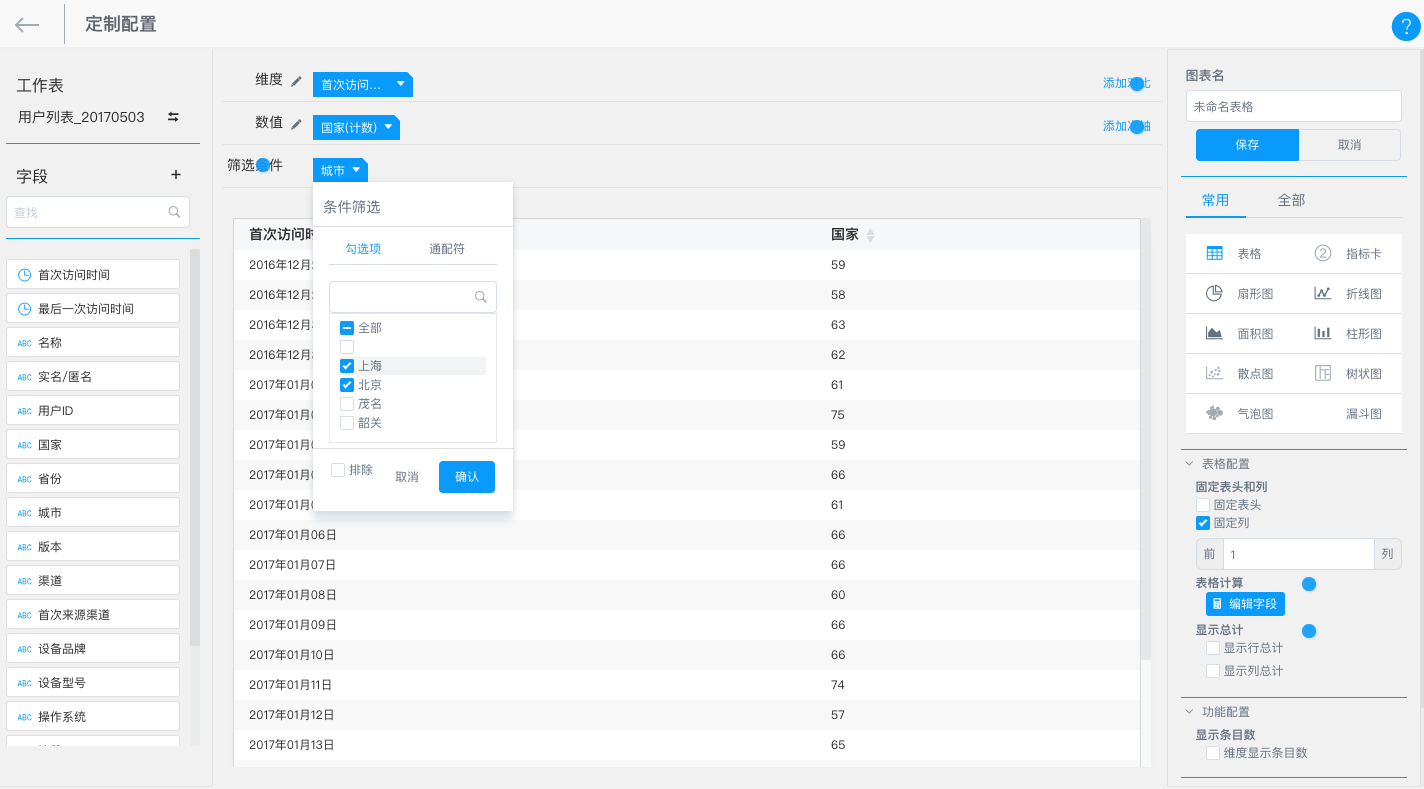 定制配置
?
工作表
用户列表_20170503
字段
查找
首次访问时间
最后一次访问时间
ABC 名称
ABC 实名/匿名
ABC 用户ID
ABC 国家
ABC 省份
ABC 城市
ABC 版本
ABC 渠道
ABC 首次来源渠道
ABC 设备品牌
ABC 设备型号
ABC 操作系统
维度
首次访问...
添加对比
数值
国家(计数)
添加次轴
筛选条件
城市
条件筛选
勾选项
通配符
全部
上海
北京
茂名
韶关
排除
取消
确认
首次访问时
国家
2016年12月
59
2016年12月
58
2016年12月
63
2016年12月
62
2017年01月
61
2017年01月
75
2017年01月
59
2017年01月
66
2017年01月
61
2017年01月06日
66
2017年01月07日
66
2017年01月08日
60
2017年01月09日
66
2017年01月10日
66
2017年01月11日
74
2017年01月12日
57
2017年01月13日
65
图表名
未命名表格
保存
取消
常用
全部
表格
2 指标卡
扇形图
折线图
面积图
柱形图
散点图
树状图
气泡图
漏斗图
表格配置
固定表头和列
固定表头
固定列
前 1 列
表格计算
编辑字段
显示总计
显示行总计
显示列总计
功能配置
显示条目数
维度显示条目数